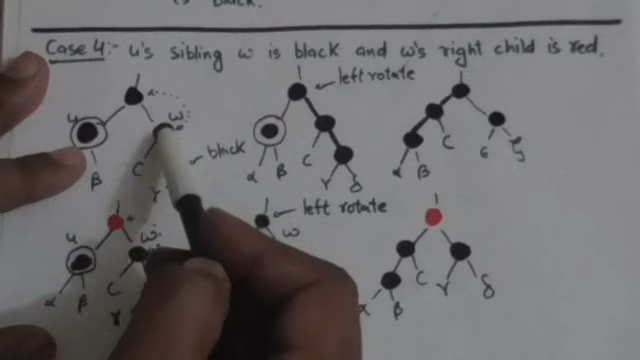 is black.
Case 4:- u's sibling w is black and w's right child is red.
left rotate
u
w
black
C
C
C
α
β
β
γ
δ
α
β
left rotate
u
w
w
α
β
C
C
γ
δ
α
β